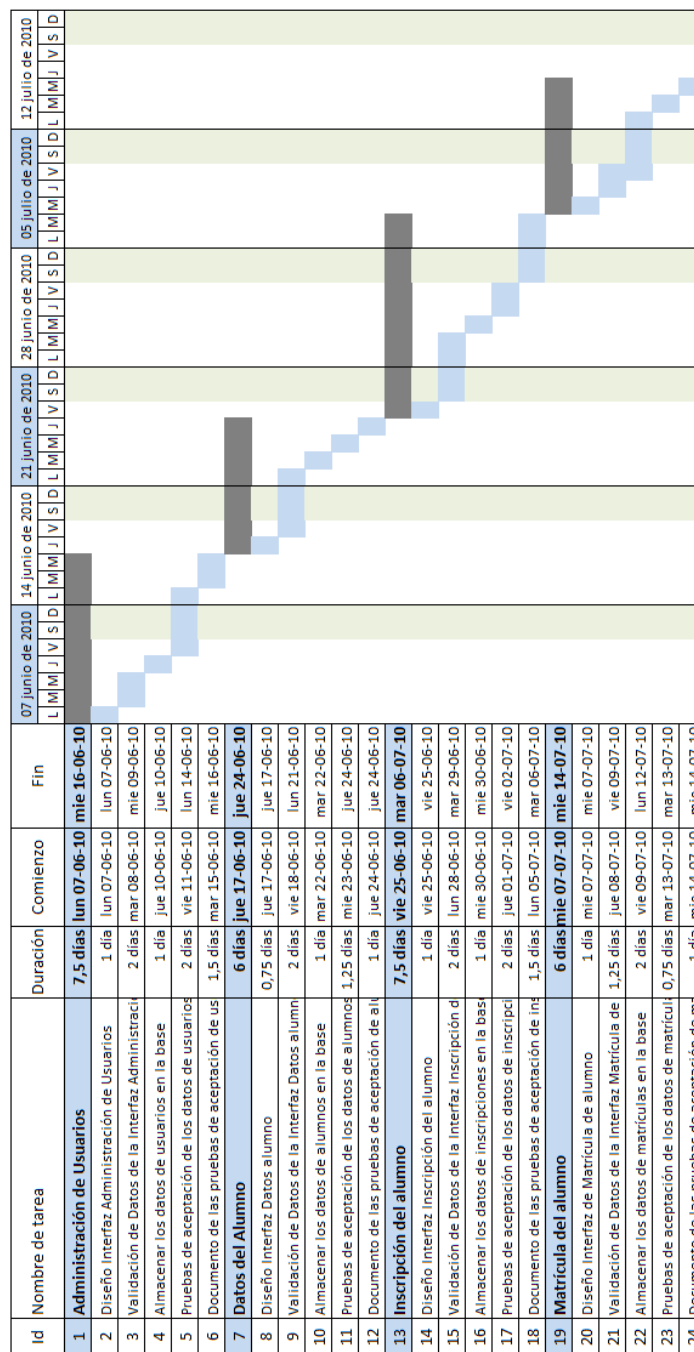 Id Nombre de tarea Duración Comienzo Fin 07 junio de 2010 14 junio de 2010 21 junio de 2010 28 junio de 2010 05 julio de 2010 12 julio de 2010
L M M J V S D L M M J V S D L M M J V S D L M M J V S D L M M J V S D L M M J V S D
1 Administración de Usuarios 7,5 días lun 07-06-10 mie 16-06-10
2 Diseño Interfaz Administración de Usuarios 1 día lun 07-06-10 lun 07-06-10
3 Validación de Datos de la Interfaz Administraci 2 días mar 08-06-10 mie 09-06-10
4 Almacenar los datos de usuarios en la base 1 día jue 10-06-10 jue 10-06-10
5 Pruebas de aceptación de los datos de usuarios 2 días vie 11-06-10 lun 14-06-10
6 Documento de las pruebas de aceptación de us 1,5 días mar 15-06-10 mie 16-06-10
7 Datos del Alumno 6 días jue 17-06-10 jue 24-06-10
8 Diseño Interfaz Datos alumno 0,75 días jue 17-06-10 jue 17-06-10
9 Validación de Datos de la Interfaz Datos alumn 2 días vie 18-06-10 lun 21-06-10
10 Almacenar los datos de alumnos en la base 1 día mar 22-06-10 mar 22-06-10
11 Pruebas de aceptación de los datos de alumnos 1,25 días mie 23-06-10 jue 24-06-10
12 Documento de las pruebas de aceptación de alu 1 día jue 24-06-10 jue 24-06-10
13 Inscripción del alumno 7,5 días vie 25-06-10 mar 06-07-10
14 Diseño Interfaz Inscripción del alumno 1 día vie 25-06-10 vie 25-06-10
15 Validación de Datos de la Interfaz Inscripción d 2 días lun 28-06-10 mar 29-06-10
16 Almacenar los datos de inscripciones en la base 1 día mie 30-06-10 mie 30-06-10
17 Pruebas de aceptación de los datos de inscripci 2 días jue 01-07-10 vie 02-07-10
18 Documento de las pruebas de aceptación de ins 1,5 días lun 05-07-10 mar 06-07-10
19 Matrícula del alumno 6 días mie 07-07-10 mie 14-07-10
20 Diseño Interfaz de Matrícula de alumno 1 día mie 07-07-10 mie 07-07-10
21 Validación de Datos de la Interfaz Matrícula de 1,25 días jue 08-07-10 vie 09-07-10
22 Almacenar los datos de matrículas en la base 2 días vie 09-07-10 lun 12-07-10
23 Pruebas de aceptación de los datos de matrícul 0,75 días mar 13-07-10 mar 13-07-10
24 Documento de las pruebas de aceptación de ma 1 día mie 14-07-10 mie 14-07-10